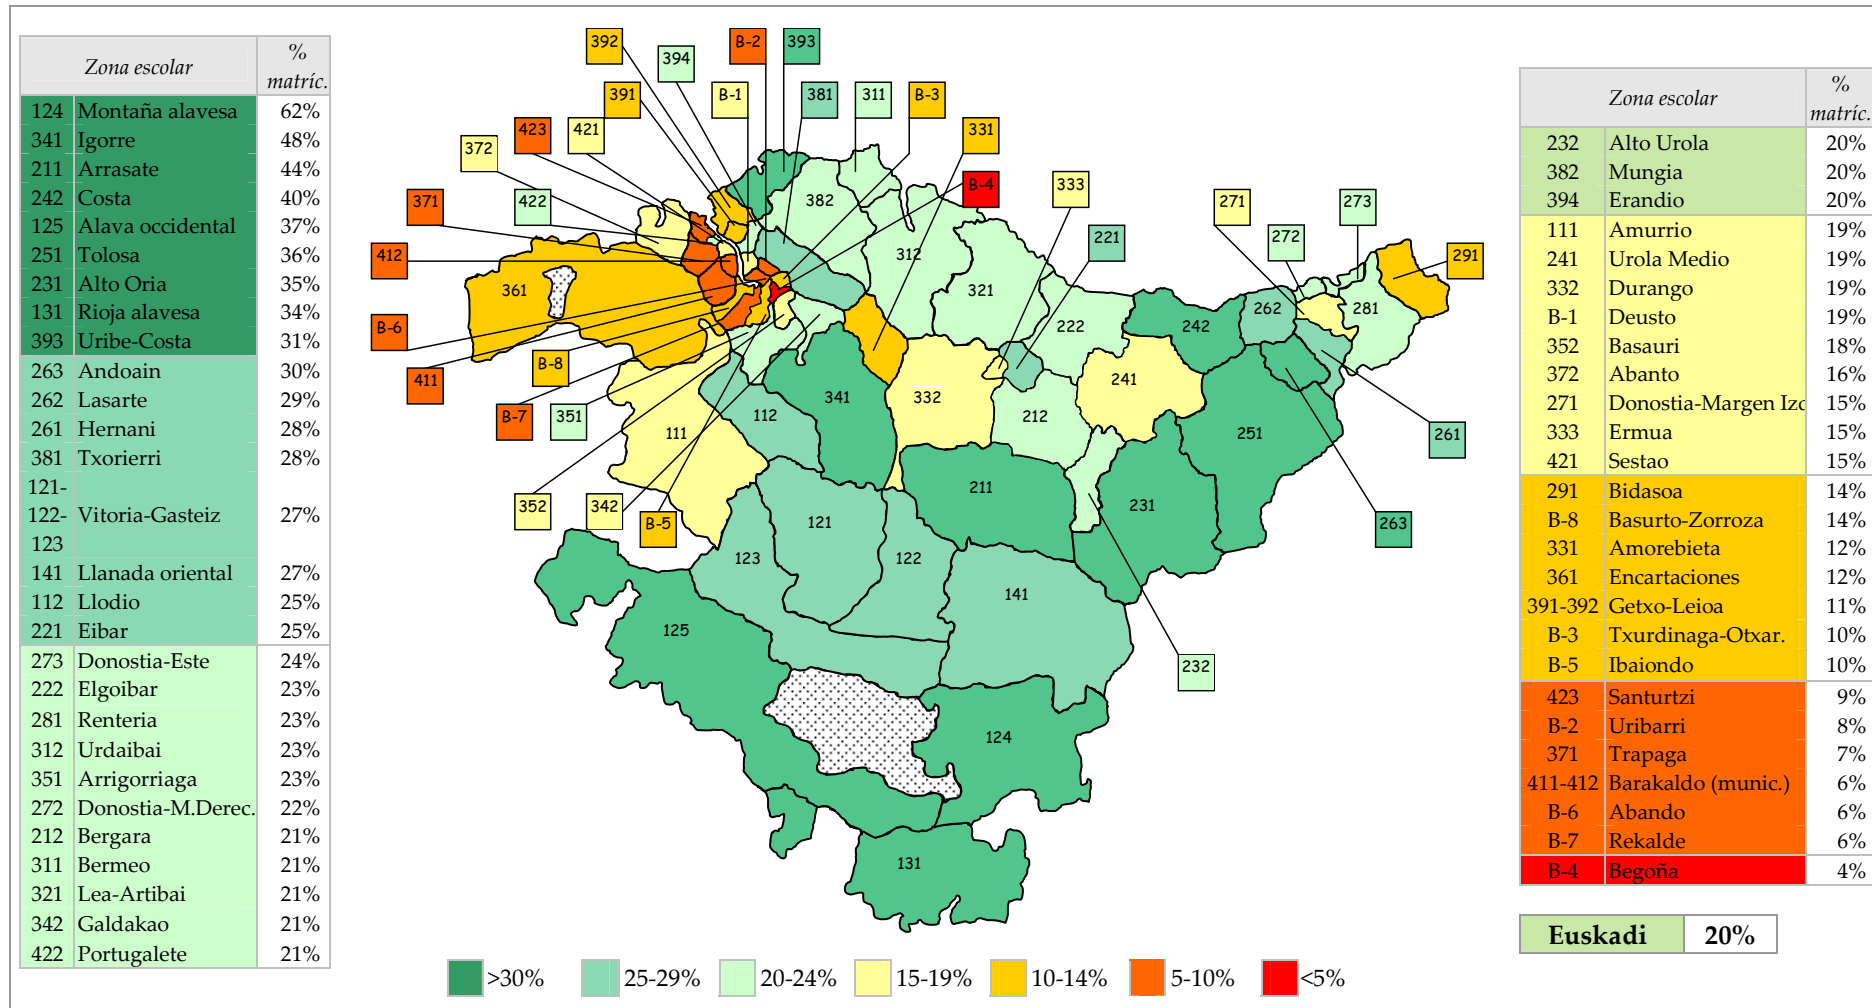 Zona escolar % matríc.
124 Montaña alavesa 62%
341 Igorre 48%
211 Arrasate 44%
242 Costa 40%
125 Alava occidental 37%
251 Tolosa 36%
231 Alto Oria 35%
131 Rioja alavesa 34%
393 Uribe-Costa 31%
263 Andoain 30%
262 Lasarte 29%
261 Hernani 28%
381 Txorierri 28%
121-
122- Vitoria-Gasteiz 27%
123
141 Llanada oriental 27%
112 Llodio 25%
221 Eibar 25%
273 Donostia-Este 24%
222 Elgoibar 23%
281 Renteria 23%
312 Urdaibai 23%
351 Arrigorriaga 23%
272 Donostia-M.Derec. 22%
212 Bergara 21%
311 Bermeo 21%
321 Lea-Artibai 21%
342 Galdakao 21%
422 Portugalete 21%
392
394
B-2
393
391
B-1
381
311
B-3
423
421
331
372
B-4
333
371
422
382
271
273
221
272
412
312
291
361
321
262
281
B-6
222
242
411
B-8
241
B-7
351
112
341
332
212
111
251
261
352
342
B-5
211
231
263
121
123
122
141
125
232
124
131
>30%
25-29%
20-24%
15-19%
10-14%
5-10%
<5%
Zona escolar % matríc.
232 Alto Urola 20%
382 Mungia 20%
394 Erandio 20%
111 Amurrio 19%
241 Urola Medio 19%
332 Durango 19%
B-1 Deusto 19%
352 Basauri 18%
372 Abanto 16%
271 Donostia-Margen Izq 15%
333 Ermua 15%
421 Sestao 15%
291 Bidasoa 14%
B-8 Basurto-Zorroza 14%
331 Amorebieta 12%
361 Encartaciones 12%
391-392 Getxo-Leioa 11%
B-3 Txurdinaga-Otxar. 10%
B-5 Ibaiondo 10%
423 Santurtzi 9%
B-2 Uribarri 8%
371 Trapaga 7%
411-412 Barakaldo (munic.) 6%
B-6 Abando 6%
B-7 Rekalde 6%
B-4 Begoña 4%
Euskadi 20%